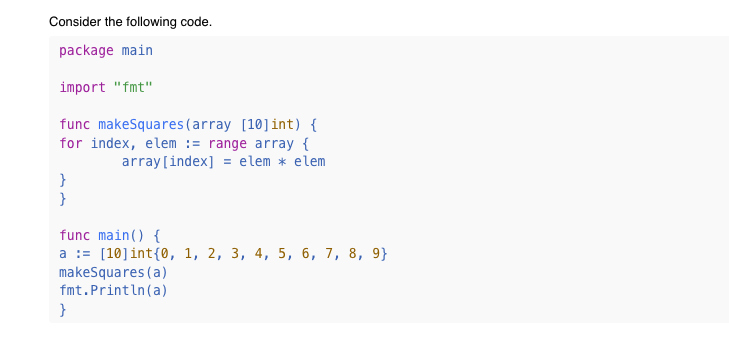 Consider the following code.
package main
import "fmt"
func makeSquares(array [10]int) {
for index, elem := range array {
        array[index] = elem * elem
}
}
func main() {
a := [10]int{0, 1, 2, 3, 4, 5, 6, 7, 8, 9}
makeSquares(a)
fmt.Println(a)
}